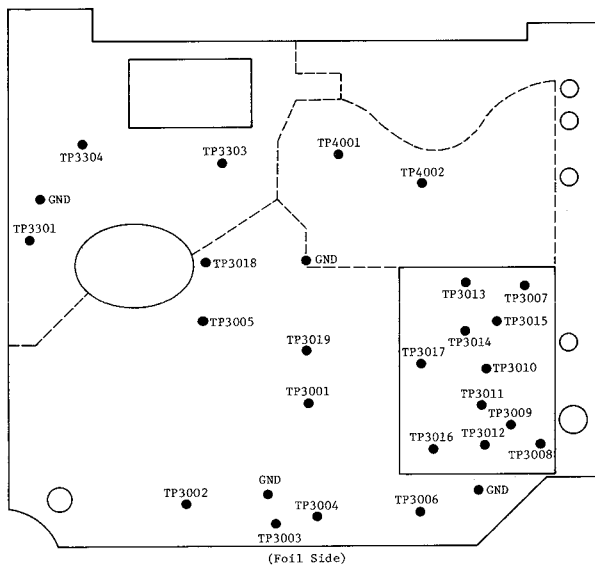 TP3304
TP3303
TP4001
TP4002
GND
TP3301
TP3018
GND
TP3013
TP3007
TP3005
TP3015
TP3014
TP3019
TP3017
TP3010
TP3001
TP3011
TP3009
TP3016
TP3012
TP3008
GND
GND
TP3002
TP3004
TP3006
TP3003
(Foil Side)